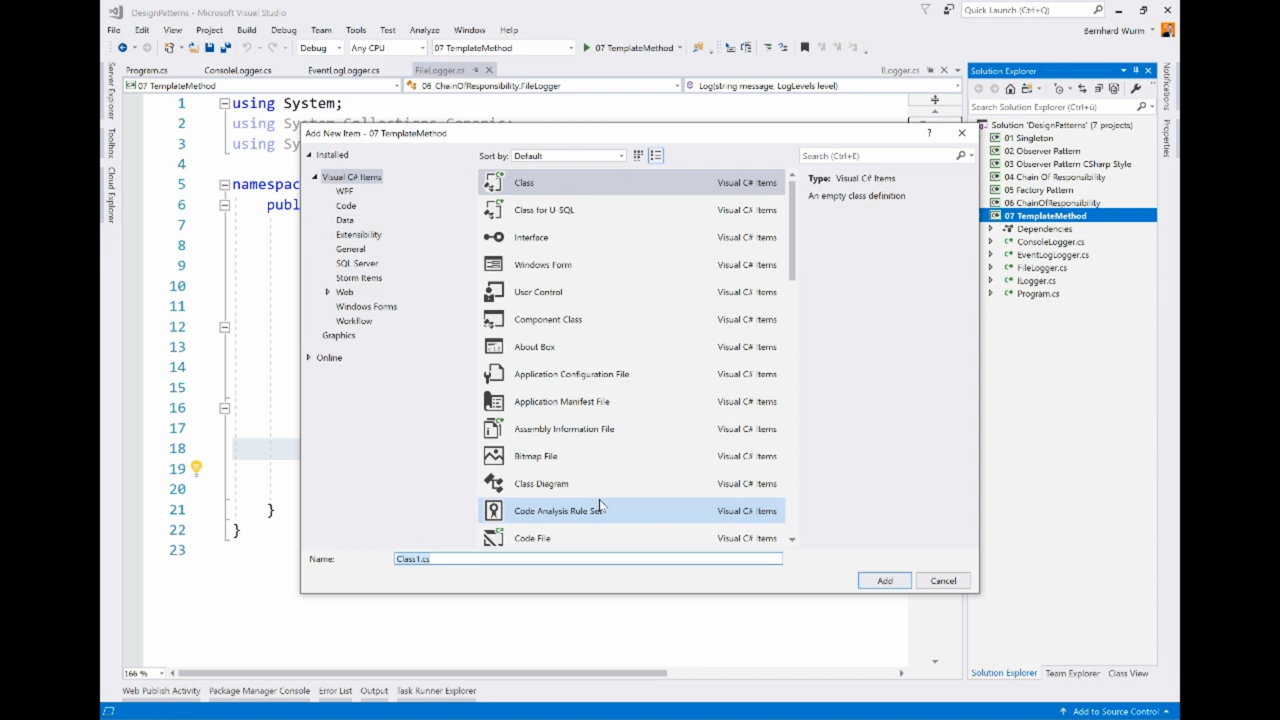 DesignPatterns - Microsoft Visual Studio
Quick Launch (Ctrl+Q)
File Edit View Project Build Debug Team Tools Test Analyze Window Help
Bernhard Wurm
Debug Any CPU 07 TemplateMethod 07 TemplateMethod
Program.cs ConsoleLogger.cs EventLogLogger.cs FileLogger.cs ILogger.cs
07 TemplateMethod 06 ChainOfResponsibility.FileLogger Log(string message, LogLevels level)
Server Explorer
Toolbox
Cloud Explorer
1 using System;
2 using System.Collections.Generic;
3 using Sy
4
5 namespac
6 publ
7
8
9
10
11
12
13
14
15
16
17
18
19
20
21 }
22 }
23
Add New Item - 07 TemplateMethod
? ×
Installed
Visual C# Items
WPF
Code
Data
Extensibility
General
SQL Server
Storm Items
Web
Windows Forms
Workflow
Graphics
Online
Sort by: Default
Class Visual C# Items
Class for U-SQL Visual C# Items
Interface Visual C# Items
Windows Form Visual C# Items
User Control Visual C# Items
Component Class Visual C# Items
About Box Visual C# Items
Application Configuration File Visual C# Items
Application Manifest File Visual C# Items
Assembly Information File Visual C# Items
Bitmap File Visual C# Items
Class Diagram Visual C# Items
Code Analysis Rule Set Visual C# Items
Code File Visual C# Items
Search (Ctrl+E)
Type: Visual C# Items
An empty class definition
Name: Class1.cs
Add Cancel
Solution Explorer
Search Solution Explorer (Ctrl+ü)
Solution 'DesignPatterns' (7 projects)
01 Singleton
02 Observer Pattern
03 Observer Pattern CSharp Style
04 Chain Of Responsibility
05 Factory Pattern
06 ChainOfResponsibility
07 TemplateMethod
Dependencies
ConsoleLogger.cs
EventLogLogger.cs
FileLogger.cs
ILogger.cs
Program.cs
Notifications
Properties
166 %
Solution Explorer Team Explorer Class View
Web Publish Activity Package Manager Console Error List Output Task Runner Explorer
Add to Source Control